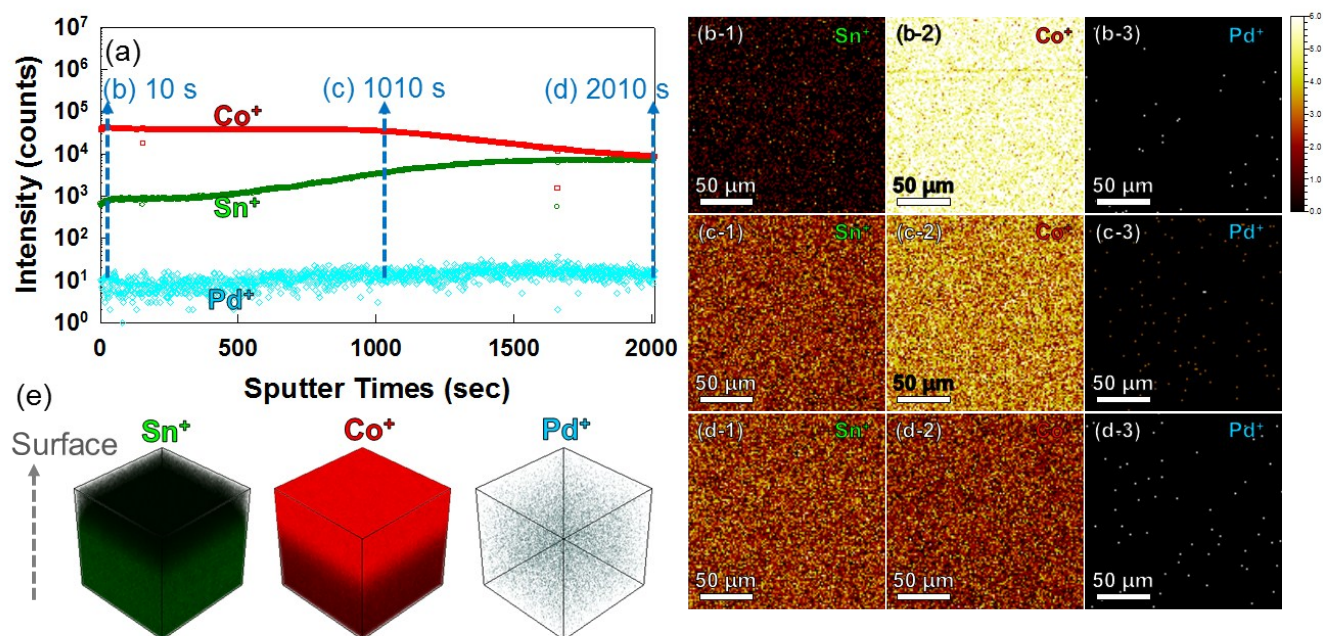 (a)
10⁷
10⁶
10⁵
10⁴
10³
10²
10¹
10⁰
Intensity (counts)
(b) 10 s
(c) 1010 s
(d) 2010 s
Co⁺
Sn⁺
Pd⁺
0
500
1000
1500
2000
Sputter Times (sec)
(b-1) Sn⁺
50 µm
(b-2) Co⁺
50 µm
(b-3) Pd⁺
50 µm
6.0
5.0
4.0
3.0
2.0
1.0
0.0
(c-1) Sn⁺
50 µm
(c-2) Co⁺
50 µm
(c-3) Pd⁺
50 µm
(d-1) Sn⁺
50 µm
(d-2) Co⁺
50 µm
(d-3) Pd⁺
50 µm
(e)
Surface
Sn⁺
Co⁺
Pd⁺